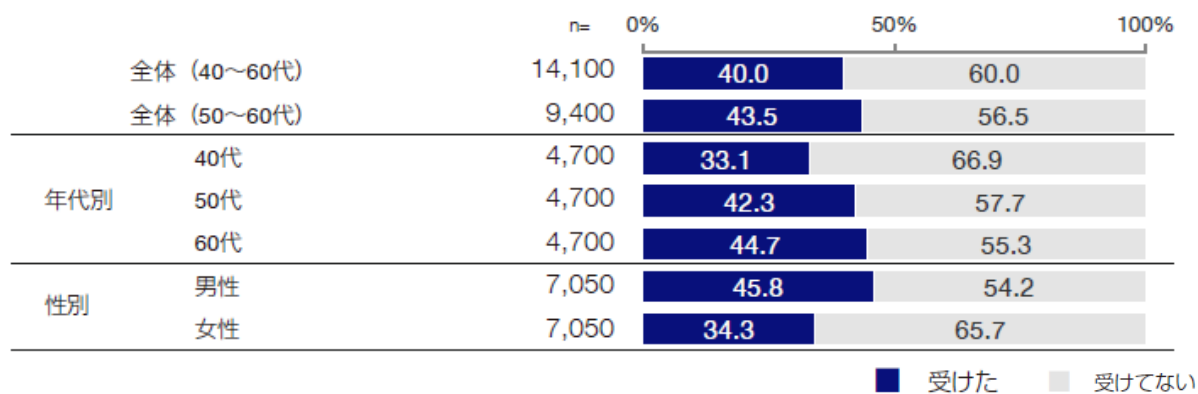 n= 0% 50% 100%
全体（40～60代） 14,100 40.0 60.0
全体（50～60代） 9,400 43.5 56.5
40代 4,700 33.1 66.9
年代別 50代 4,700 42.3 57.7
60代 4,700 44.7 55.3
男性 7,050 45.8 54.2
性別
女性 7,050 34.3 65.7
受けた 受けてない